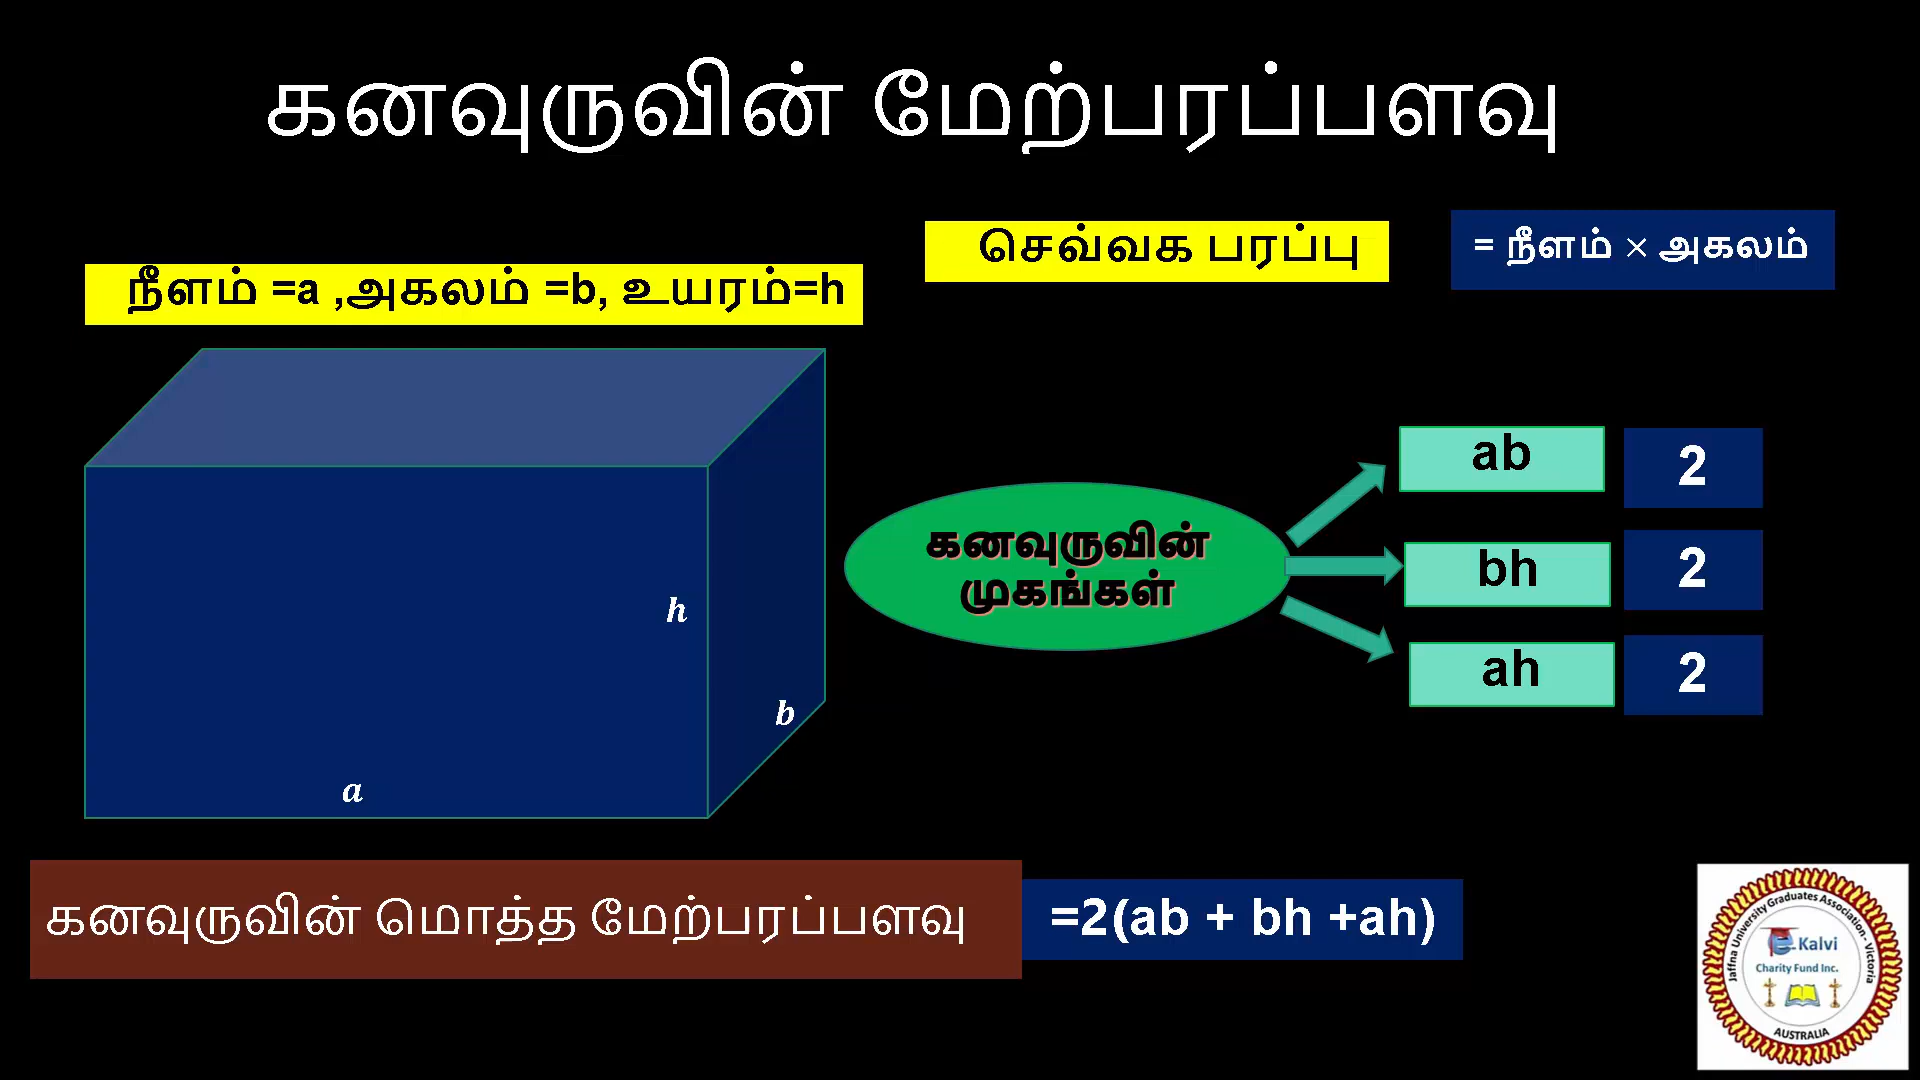 கனவுருவின் மேற்பரப்பளவு
செவ்வக பரப்பு
= நீளம் × அகலம்
நீளம் =a ,அகலம் =b, உயரம்=h
h
b
a
கனவுருவின்
முகங்கள்
ab 2
bh 2
ah 2
கனவுருவின் மொத்த மேற்பரப்பளவு =2(ab + bh +ah)
Jaffna University Graduates Association- Victoria
Kalvi
Charity Fund Inc.
AUSTRALIA